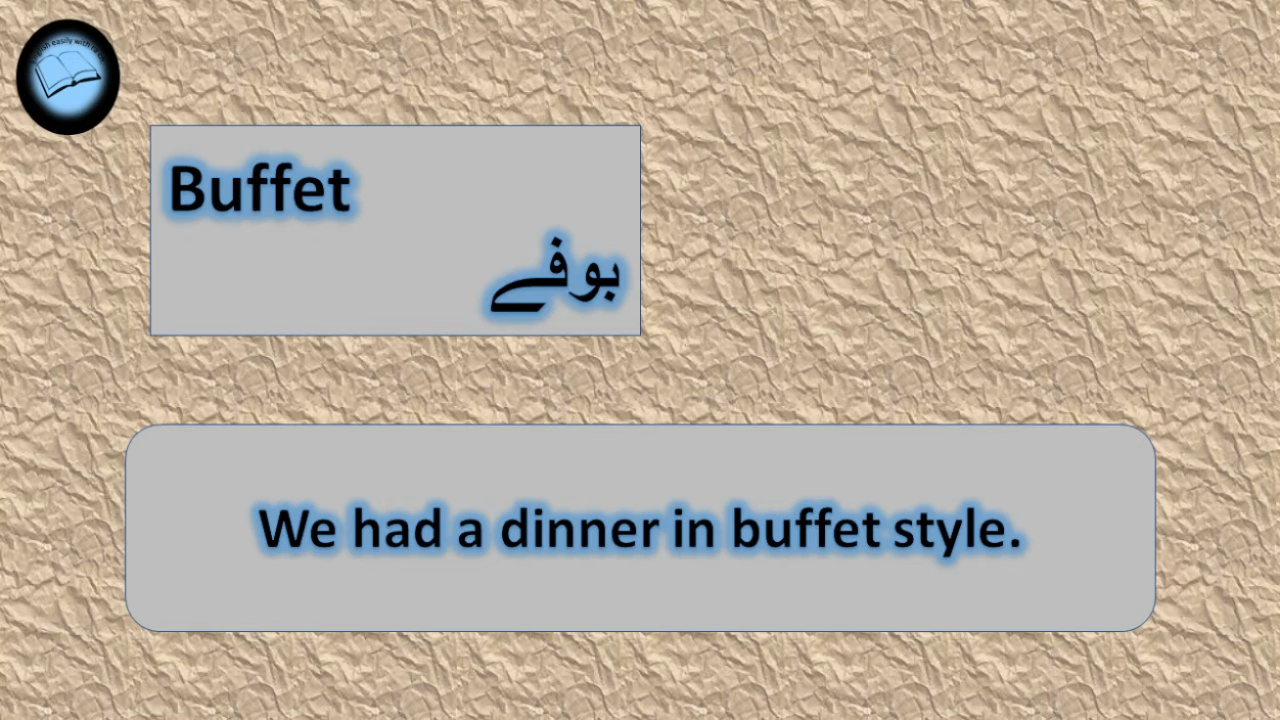 Buffet
بوفے
We had a dinner in buffet style.